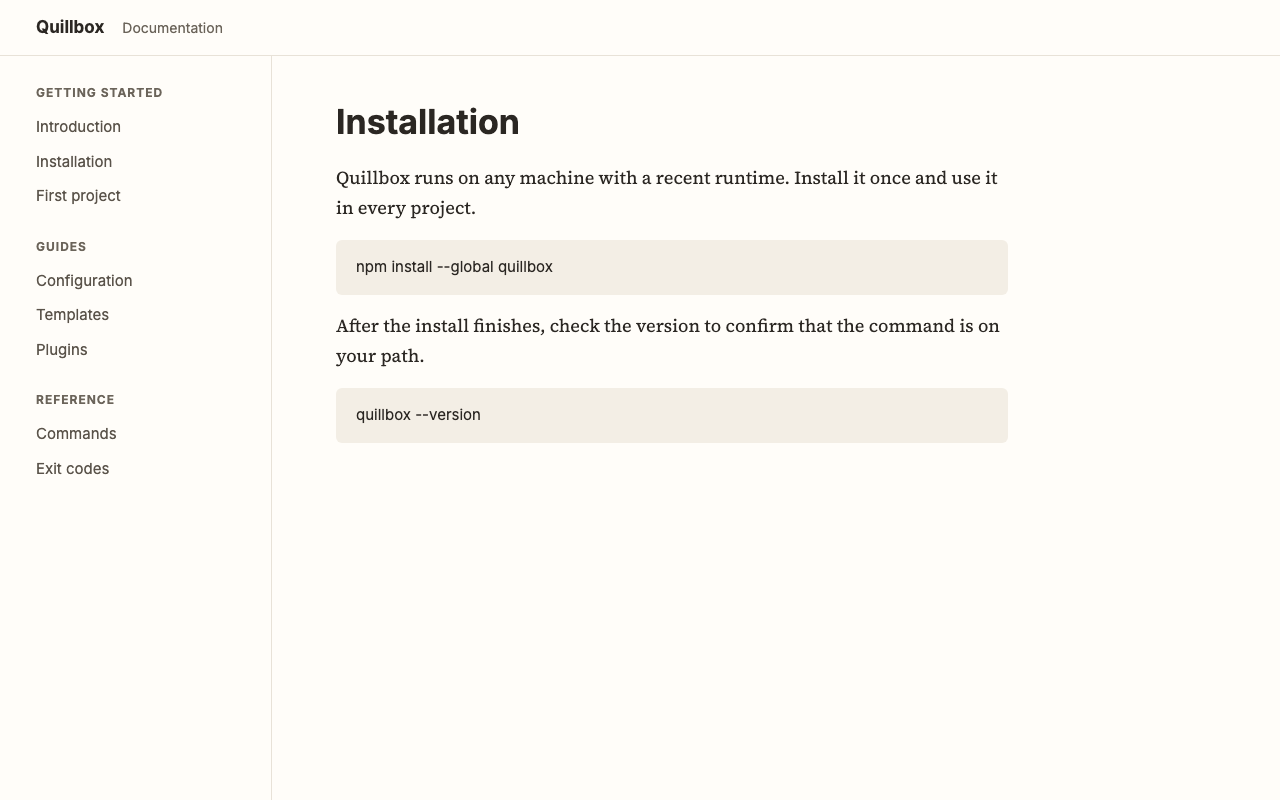 Quillbox Documentation
GETTING STARTED
Introduction
Installation
First project
GUIDES
Configuration
Templates
Plugins
REFERENCE
Commands
Exit codes
Installation
Quillbox runs on any machine with a recent runtime. Install it once and use it
in every project.
npm install --global quillbox
After the install finishes, check the version to confirm that the command is on
your path.
quillbox --version